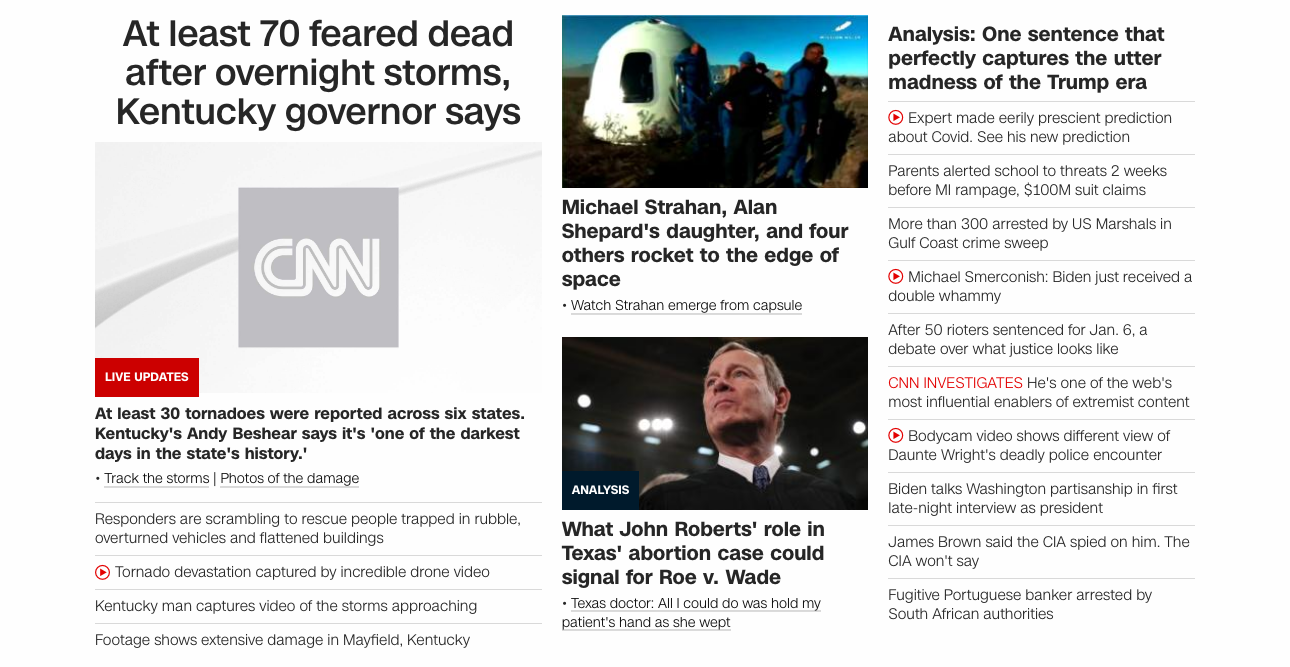 At least 70 feared dead
after overnight storms,
Kentucky governor says
CNN
LIVE UPDATES
At least 30 tornadoes were reported across six states.
Kentucky's Andy Beshear says it's 'one of the darkest
days in the state's history.'
• Track the storms | Photos of the damage
Responders are scrambling to rescue people trapped in rubble,
overturned vehicles and flattened buildings
Tornado devastation captured by incredible drone video
Kentucky man captures video of the storms approaching
Footage shows extensive damage in Mayfield, Kentucky
Michael Strahan, Alan
Shepard's daughter, and four
others rocket to the edge of
space
• Watch Strahan emerge from capsule
ANALYSIS
What John Roberts' role in
Texas' abortion case could
signal for Roe v. Wade
• Texas doctor: All I could do was hold my
patient's hand as she wept
Analysis: One sentence that
perfectly captures the utter
madness of the Trump era
Expert made eerily prescient prediction
about Covid. See his new prediction
Parents alerted school to threats 2 weeks
before MI rampage, $100M suit claims
More than 300 arrested by US Marshals in
Gulf Coast crime sweep
Michael Smerconish: Biden just received a
double whammy
After 50 rioters sentenced for Jan. 6, a
debate over what justice looks like
CNN INVESTIGATES He's one of the web's
most influential enablers of extremist content
Bodycam video shows different view of
Daunte Wright's deadly police encounter
Biden talks Washington partisanship in first
late-night interview as president
James Brown said the CIA spied on him. The
CIA won't say
Fugitive Portuguese banker arrested by
South African authorities